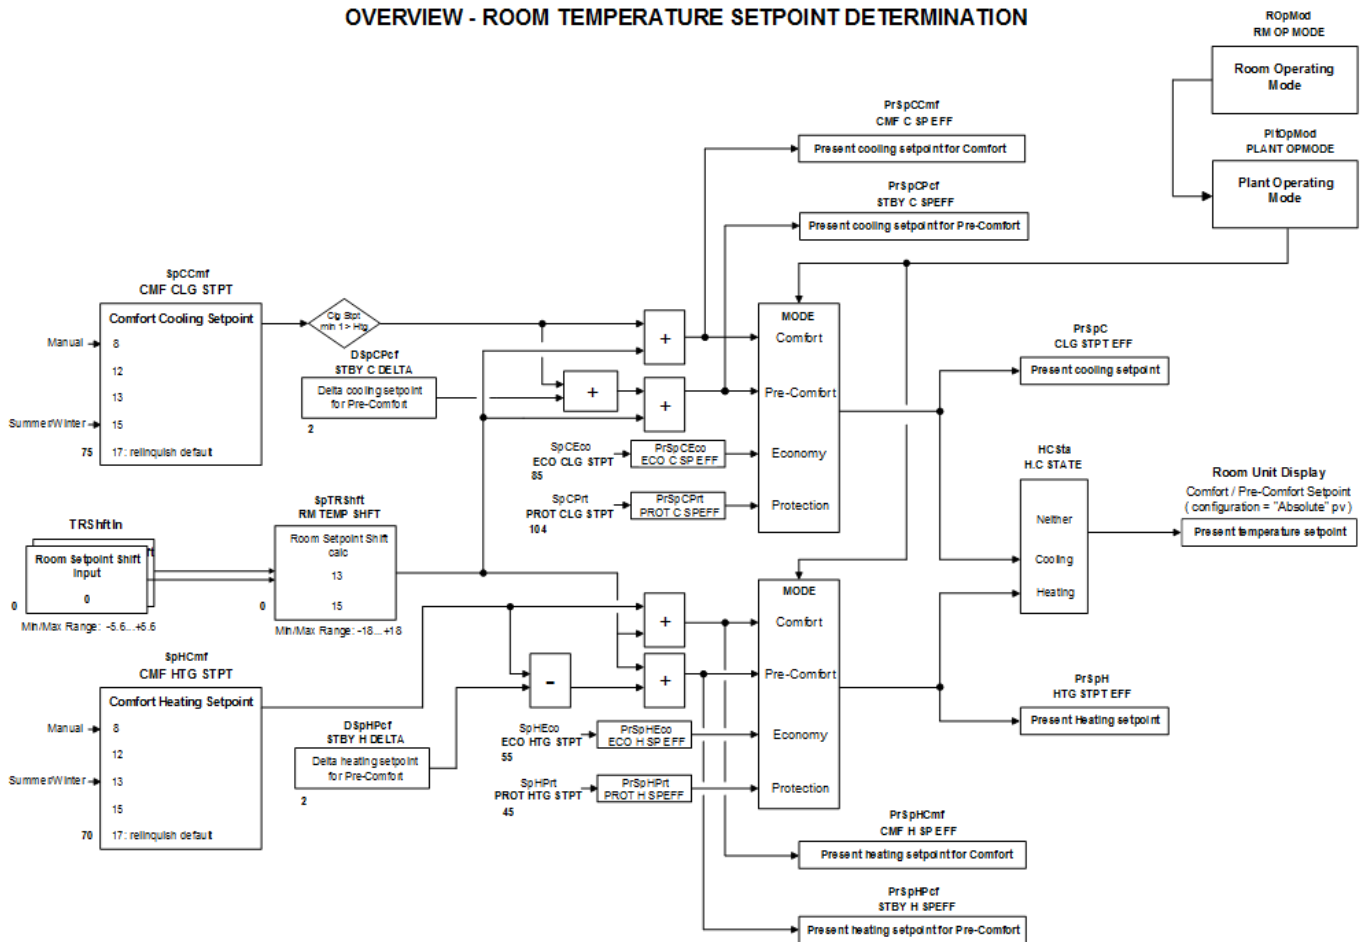 OVERVIEW - ROOM TEMPERATURE SETPOINT DETERMINATION
ROpMod
RM OP MODE
Room Operating
Mode
PltOpMod
PLANT OPMODE
Plant Operating
Mode
PrSpCCmf
CMF C SP EFF
Present cooling setpoint for Comfort
PrSpCPcf
STBY C SPEFF
Present cooling setpoint for Pre-Comfort
SpCCmf
CMF CLG STPT
Comfort Cooling Setpoint
Manual
8
12
13
Summer/Winter
15
75
17: relinquish default
Clg Stpt
min 1 > Htg
DSpCPcf
STBY C DELTA
Delta cooling setpoint
for Pre-Comfort
2
+
+
+
SpCEco
ECO CLG STPT
85
PrSpCEco
ECO C SPEFF
SpCPrt
PROT CLG STPT
104
PrSpCPrt
PROT C SPEFF
MODE
Comfort
Pre-Comfort
Economy
Protection
PrSpC
CLG STPT EFF
Present cooling setpoint
HCSta
H.C STATE
Neither
Cooling
Heating
Room Unit Display
Comfort / Pre-Comfort Setpoint
( configuration = "Absolute" pv )
Present temperature setpoint
TRShftIn
rt
Room Setpoint Shift
Input
0
0
Min/Max Range: -5.6...+5.6
SpTRShft
RM TEMP SHFT
Room Setpoint Shift
calc
13
15
0
Min/Max Range: -18...+18
SpHCmf
CMF HTG STPT
Comfort Heating Setpoint
Manual
8
12
Summer/Winter
13
15
70
17: relinquish default
DSpHPcf
STBY H DELTA
Delta heating setpoint
for Pre-Comfort
2
-
+
+
SpHEco
ECO HTG STPT
55
PrSpHEco
ECO H SPEFF
SpHPrt
PROT HTG STPT
45
PrSpHPrt
PROT H SPEFF
MODE
Comfort
Pre-Comfort
Economy
Protection
PrSpH
HTG STPT EFF
Present Heating setpoint
PrSpHCmf
CMF H SP EFF
Present heating setpoint for Comfort
PrSpHPcf
STBY H SPEFF
Present heating setpoint for Pre-Comfort